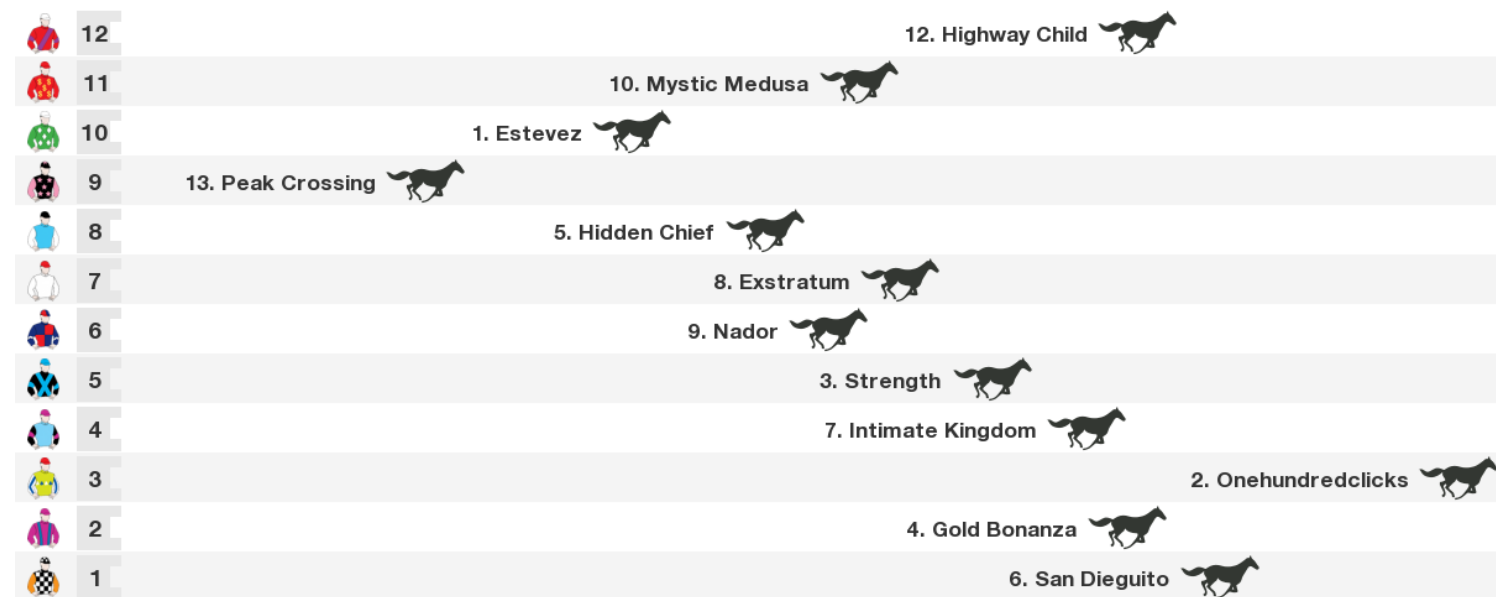 12 12. Highway Child
11 10. Mystic Medusa
10 1. Estevez
9 13. Peak Crossing
8 5. Hidden Chief
7 8. Exstratum
6 9. Nador
5 3. Strength
4 7. Intimate Kingdom
3 2. Onehundredclicks
2 4. Gold Bonanza
1 6. San Dieguito